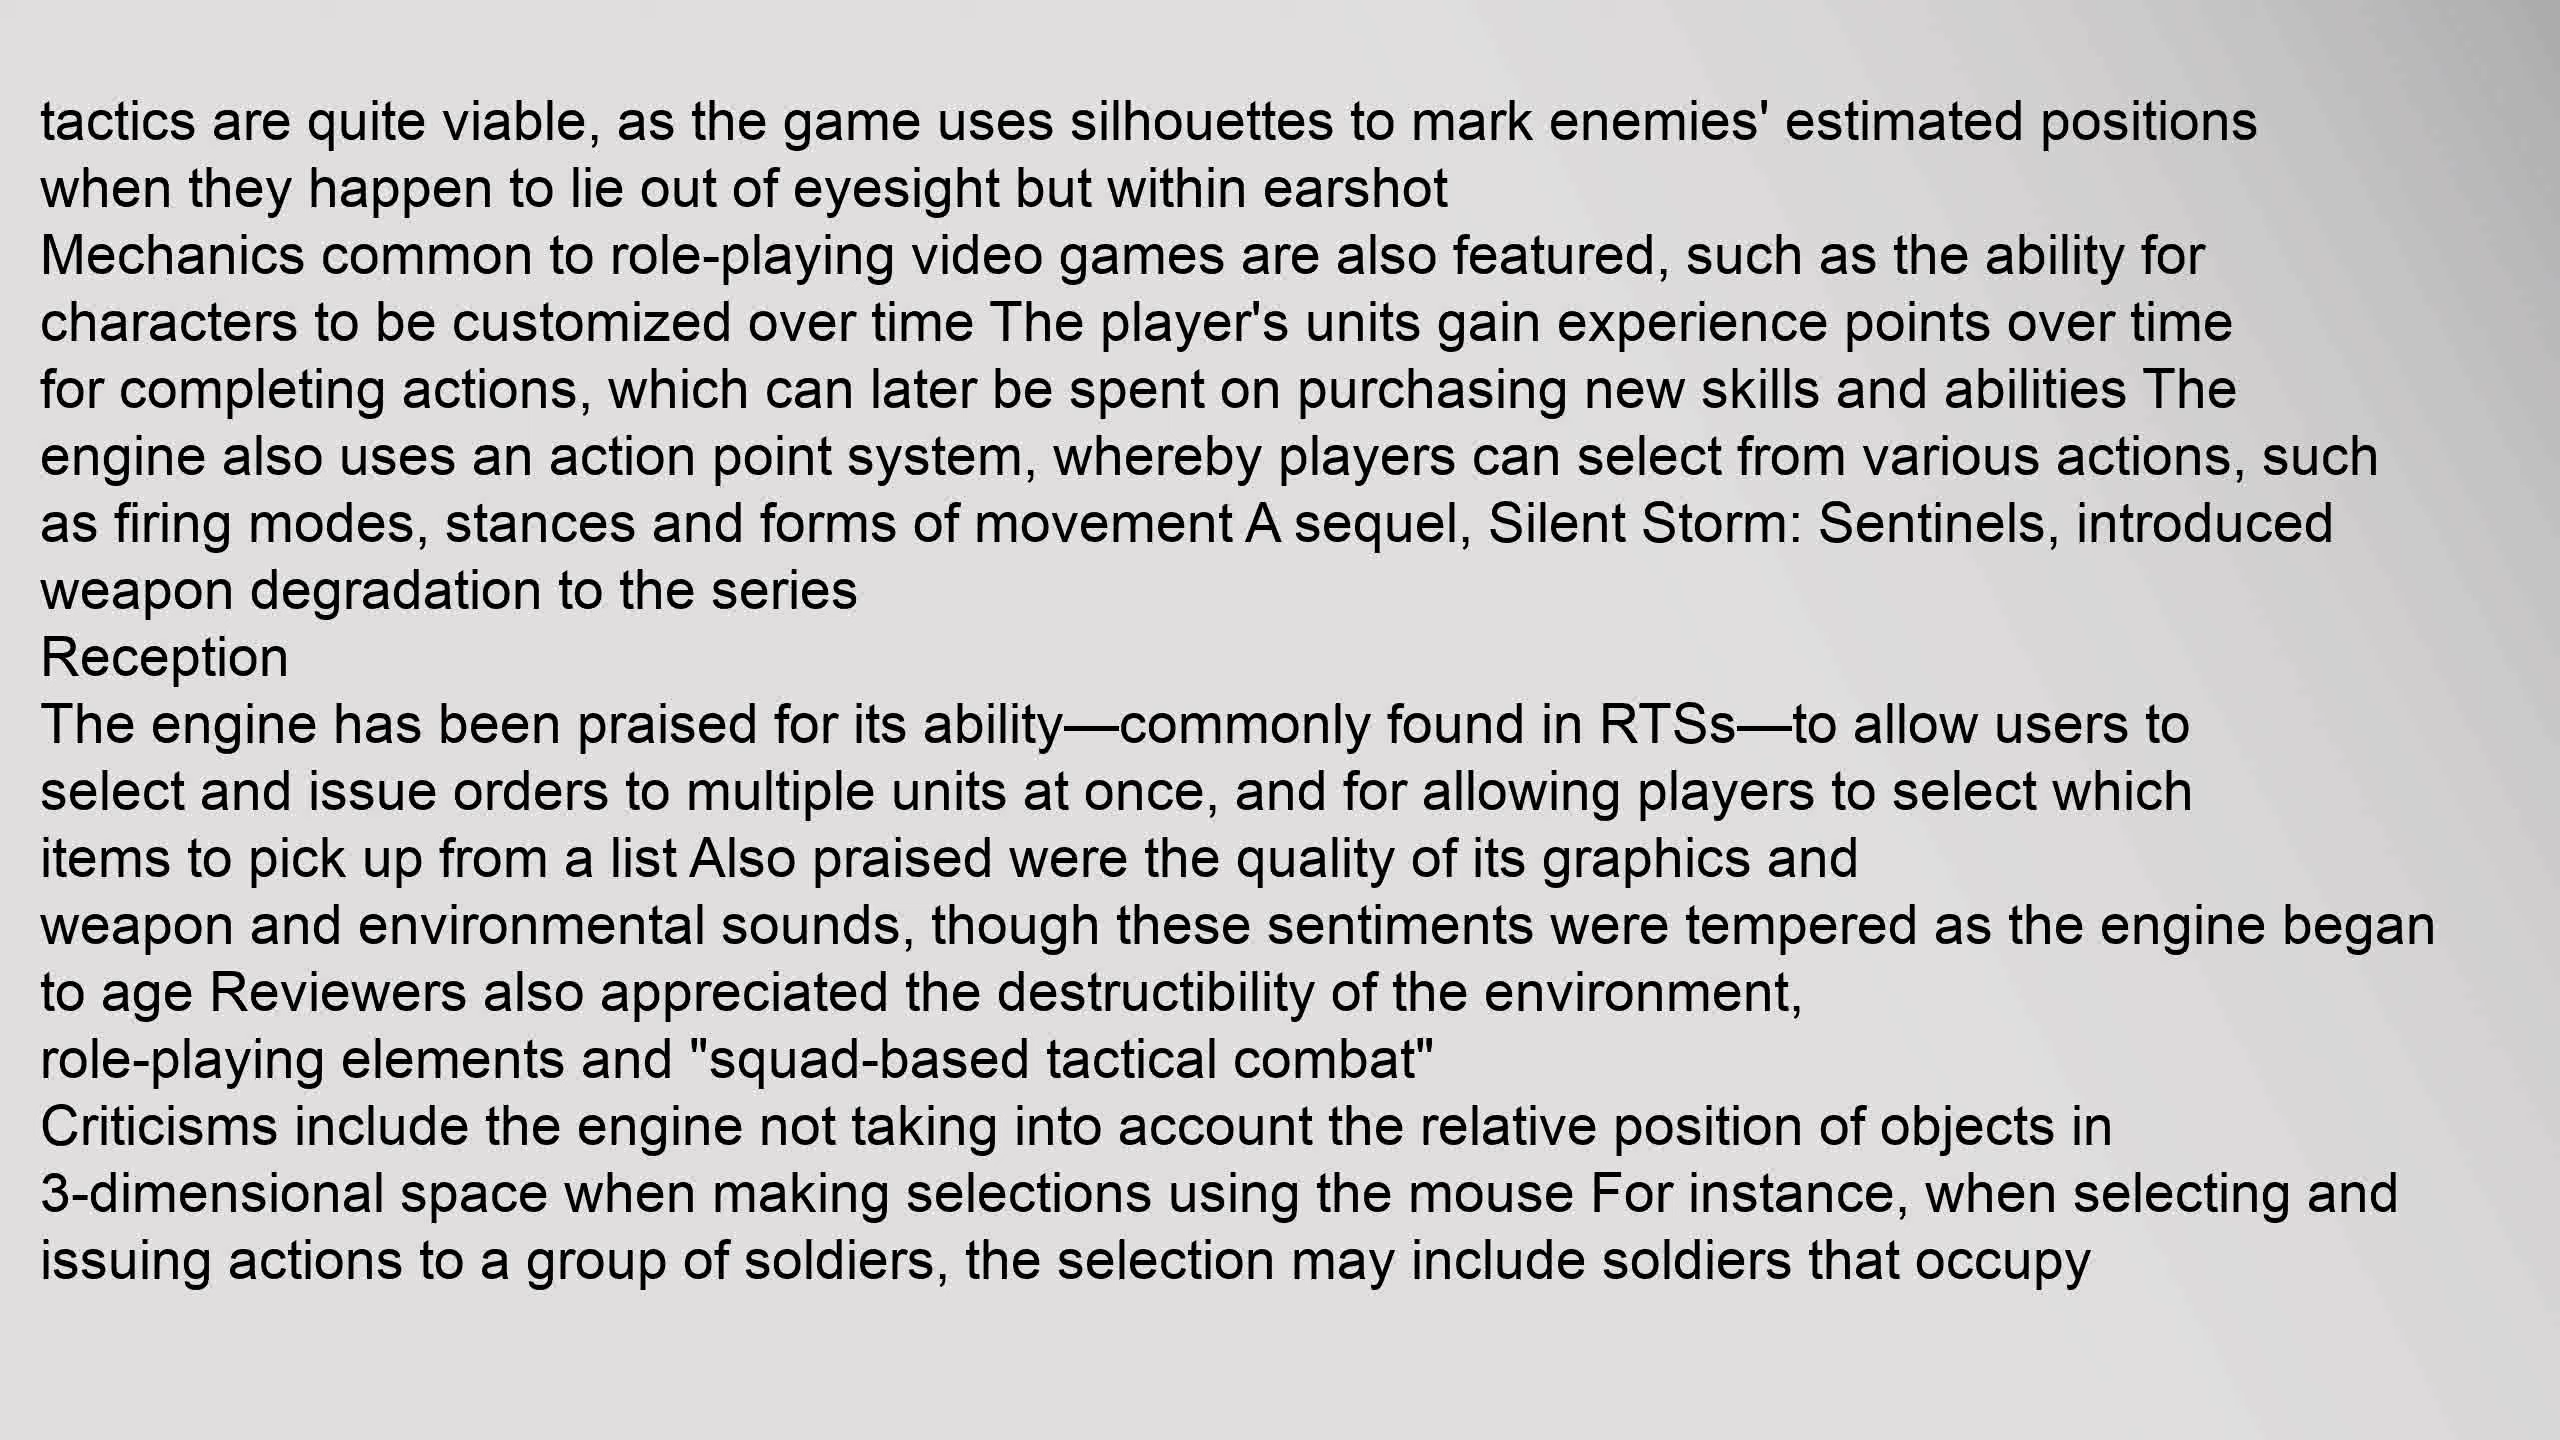 tactics are quite viable, as the game uses silhouettes to mark enemies' estimated positions
when they happen to lie out of eyesight but within earshot
Mechanics common to role-playing video games are also featured, such as the ability for
characters to be customized over time The player's units gain experience points over time
for completing actions, which can later be spent on purchasing new skills and abilities The
engine also uses an action point system, whereby players can select from various actions, such
as firing modes, stances and forms of movement A sequel, Silent Storm: Sentinels, introduced
weapon degradation to the series
Reception
The engine has been praised for its ability—commonly found in RTSs—to allow users to
select and issue orders to multiple units at once, and for allowing players to select which
items to pick up from a list Also praised were the quality of its graphics and
weapon and environmental sounds, though these sentiments were tempered as the engine began
to age Reviewers also appreciated the destructibility of the environment,
role-playing elements and "squad-based tactical combat"
Criticisms include the engine not taking into account the relative position of objects in
3-dimensional space when making selections using the mouse For instance, when selecting and
issuing actions to a group of soldiers, the selection may include soldiers that occupy